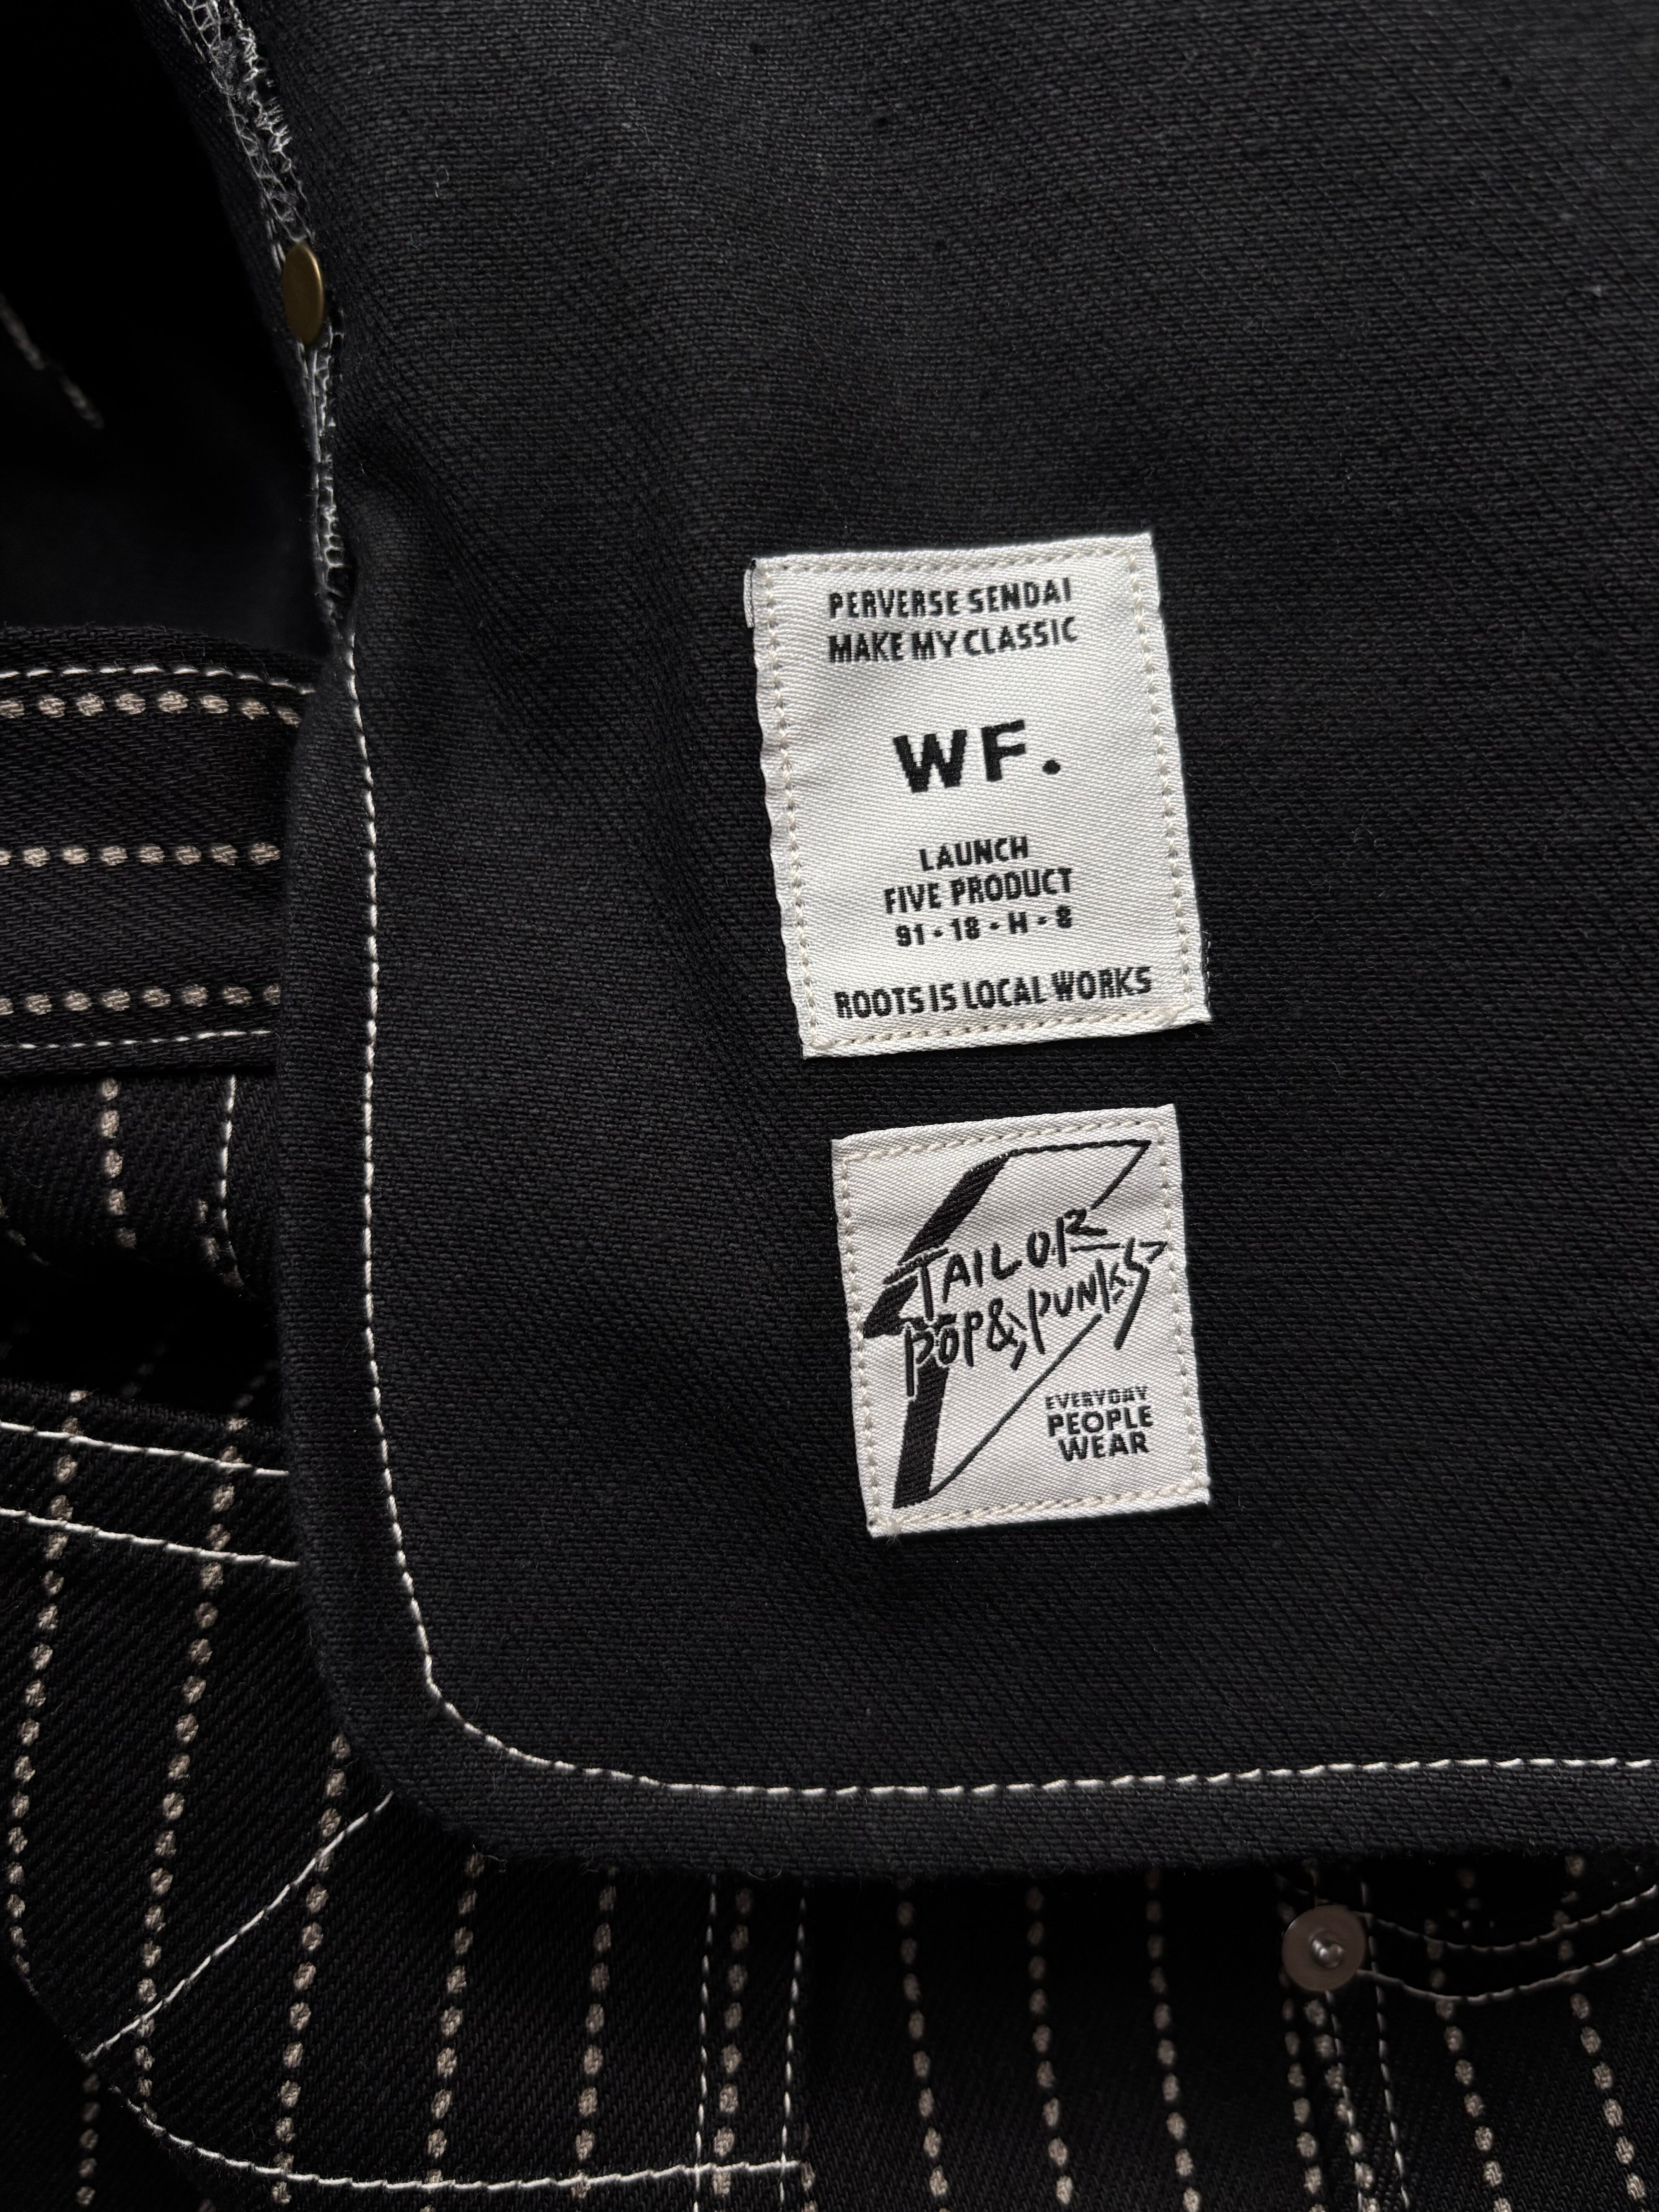 PERVERSE SENDAI
MAKE MY CLASSIC
WF.
LAUNCH
FIVE PRODUCT
91 - 18 - H - 8
ROOTS IS LOCAL WORKS
TAILOR
POP & PUNKS
EVERYDAY
PEOPLE
WEAR